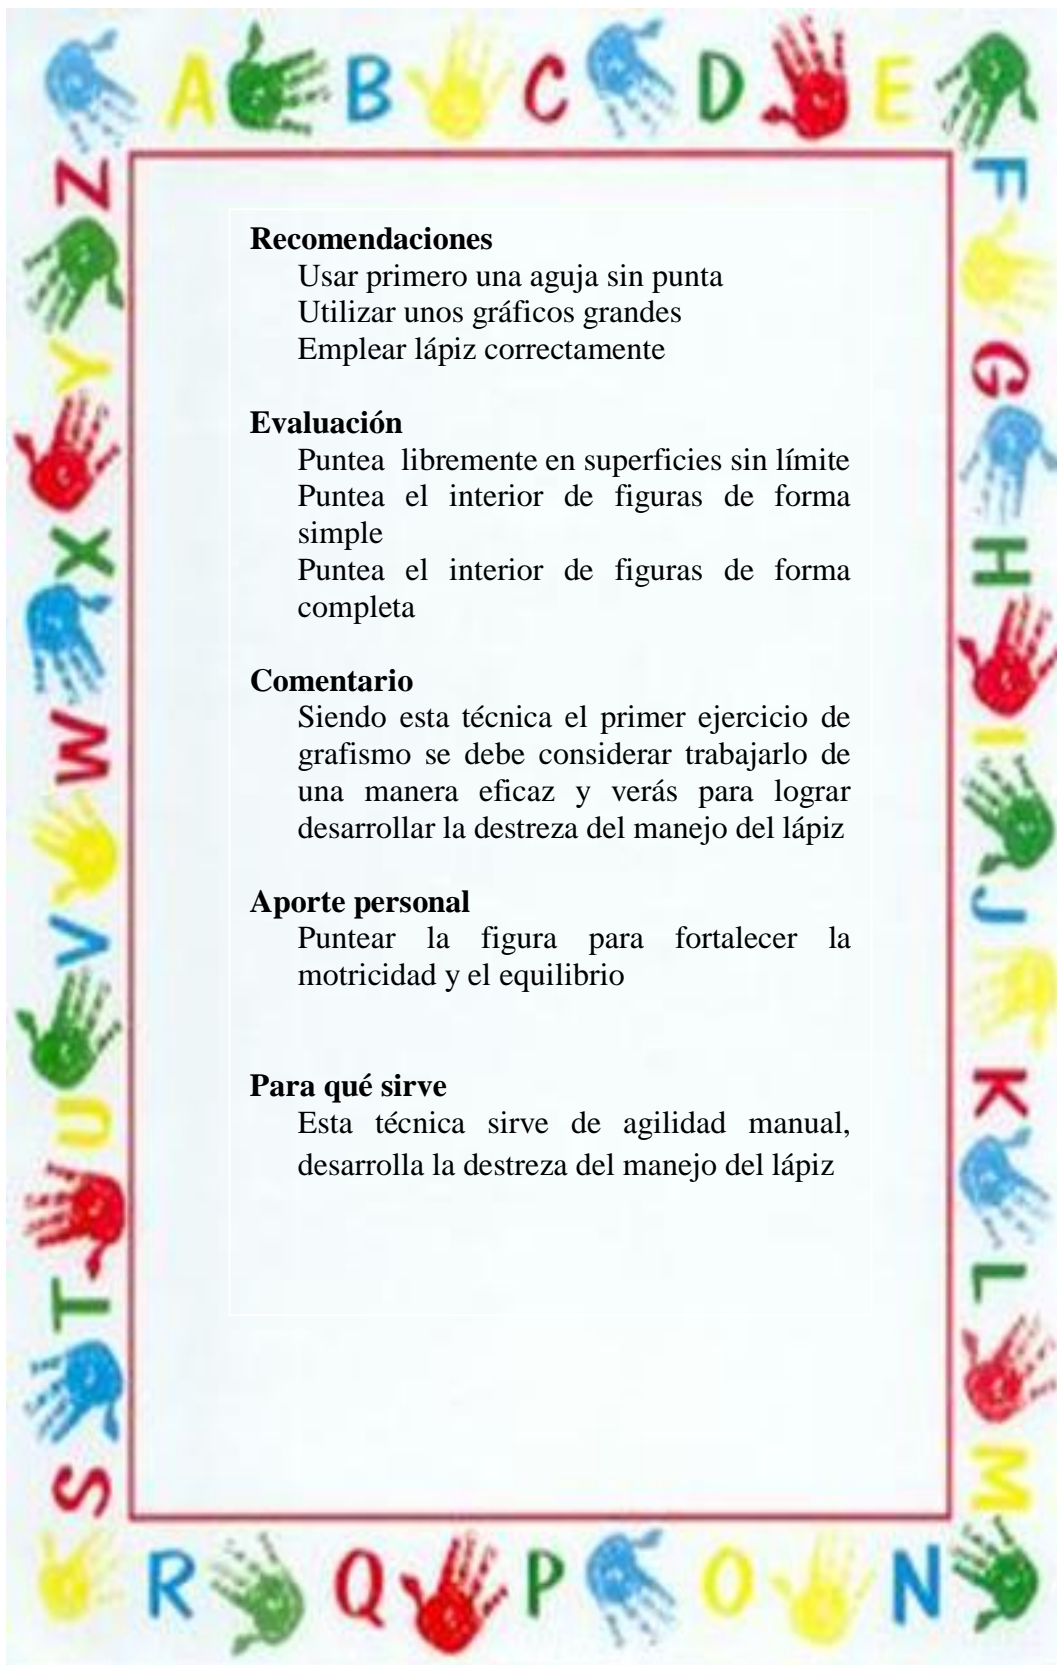 A B C D E
F
G
H
I
J
K
L
M
N
O
P
Q
R
S
T
U
V
W
X
Y
Z
Recomendaciones
Usar primero una aguja sin punta
Utilizar unos gráficos grandes
Emplear lápiz correctamente
Evaluación
Puntea libremente en superficies sin límite
Puntea el interior de figuras de forma
simple
Puntea el interior de figuras de forma
completa
Comentario
Siendo esta técnica el primer ejercicio de
grafismo se debe considerar trabajarlo de
una manera eficaz y verás para lograr
desarrollar la destreza del manejo del lápiz
Aporte personal
Puntear la figura para fortalecer la
motricidad y el equilibrio
Para qué sirve
Esta técnica sirve de agilidad manual,
desarrolla la destreza del manejo del lápiz